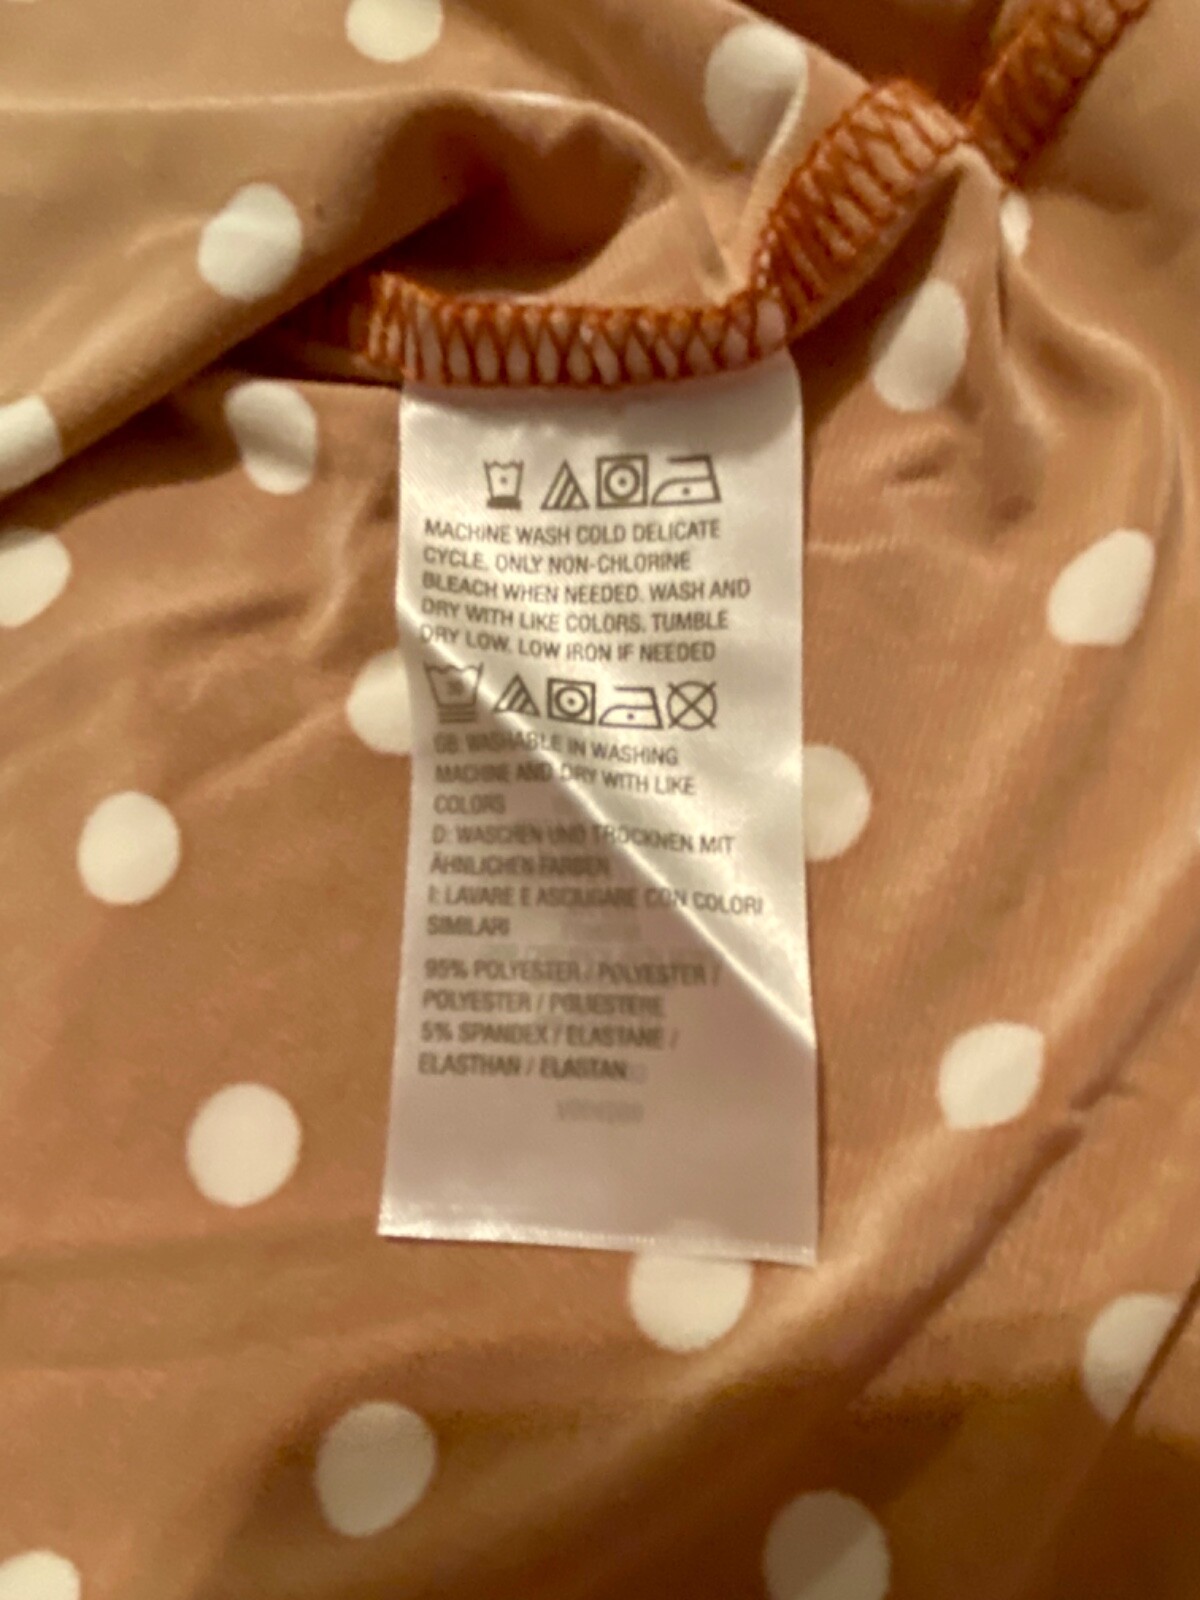 MACHINE WASH COLD DELICATE
CYCLE. ONLY NON-CHLORINE
BLEACH WHEN NEEDED. WASH AND
DRY WITH LIKE COLORS. TUMBLE
DRY LOW. LOW IRON IF NEEDED
GB: WASHABLE IN WASHING
MACHINE AND DRY WITH LIKE
COLORS
D: WASCHEN UND TROCKNEN MIT
ÄHNLICHEN FARBEN
I: LAVARE E ASCIUGARE CON COLORI
SIMILARI
95% POLYESTER / POLYESTER /
POLYESTER / POLIESTERE
5% SPANDEX / ELASTANE /
ELASTHAN / ELASTAN